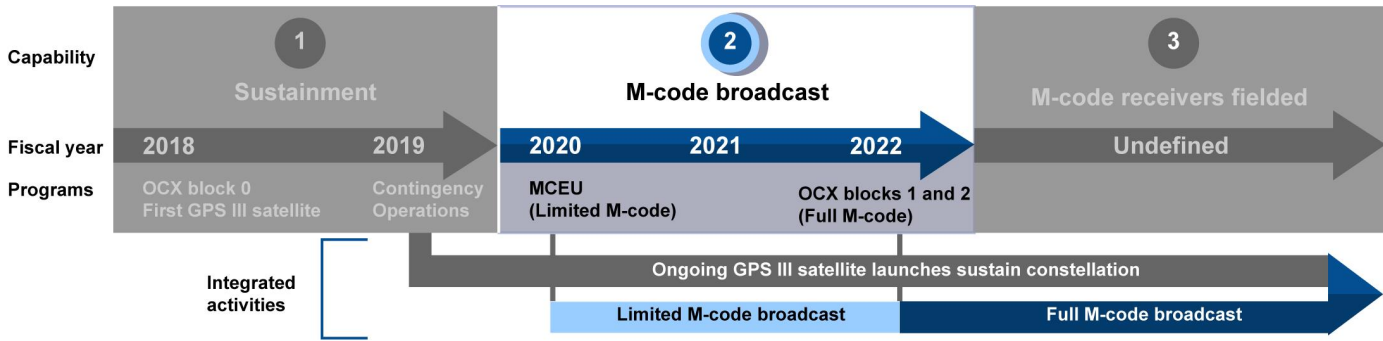 Capability
1
2
3
Sustainment
M-code broadcast
M-code receivers fielded
Fiscal year
2018
2019
2020
2021
2022
Undefined
Programs
OCX block 0
First GPS III satellite
Contingency
Operations
MCEU
(Limited M-code)
OCX blocks 1 and 2
(Full M-code)
Integrated
activities
Ongoing GPS III satellite launches sustain constellation
Limited M-code broadcast
Full M-code broadcast